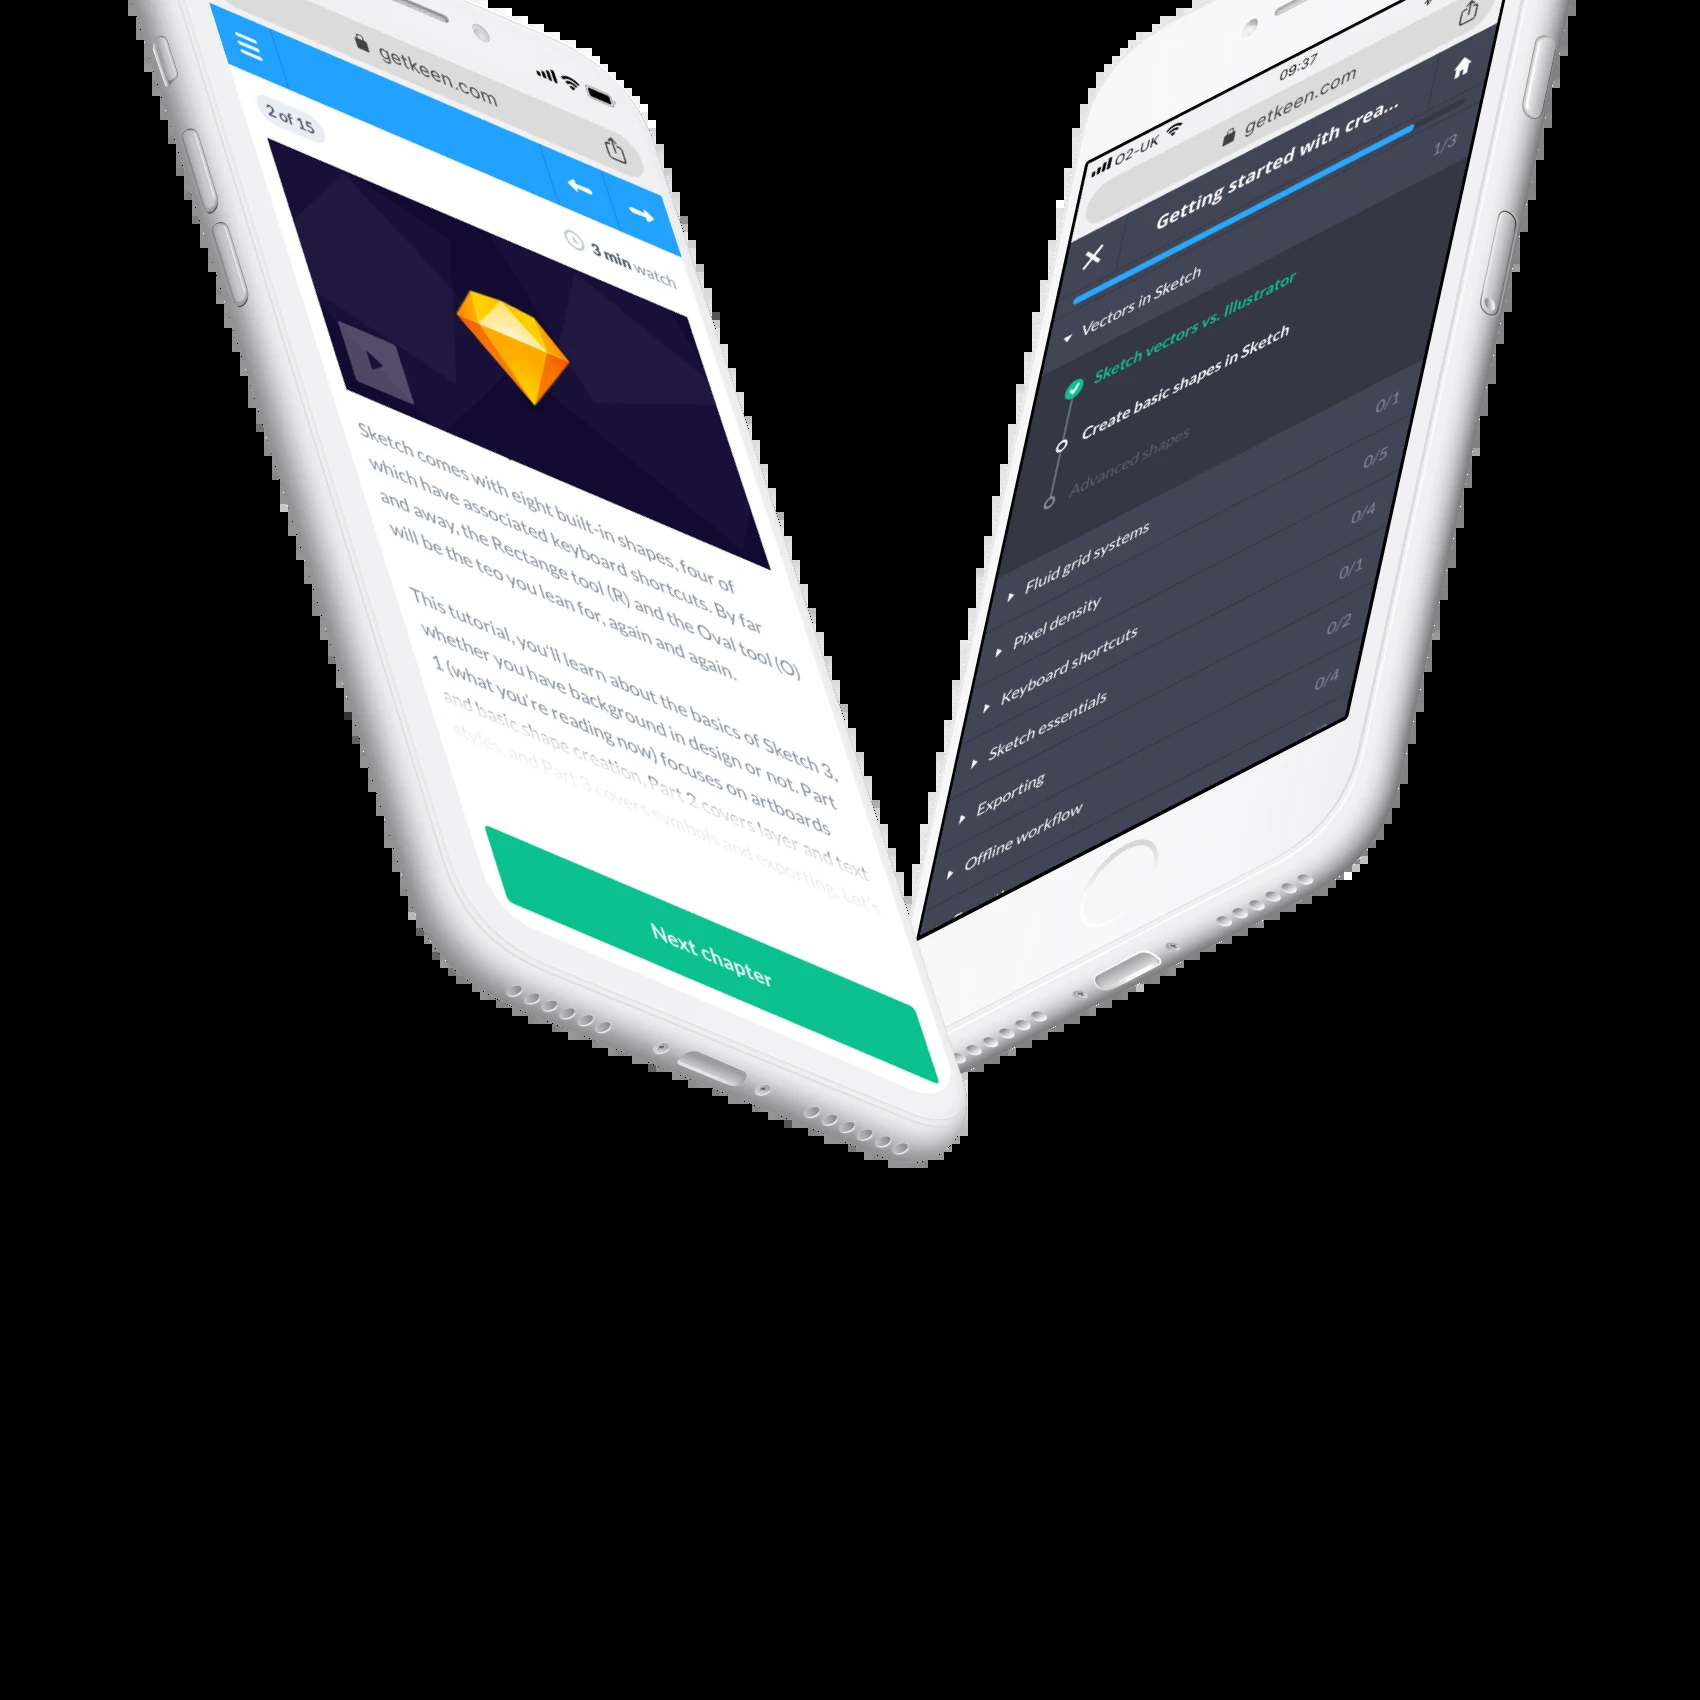 getkeen.com
2 of 15
3 min watch
Sketch comes with eight built-in shapes, four of
which have associated keyboard shortcuts. By far
and away, the Rectange tool (R) and the Oval tool (O)
will be the teo you lean for, again and again.
This tutorial, you'll learn about the basics of Sketch 3,
whether you have background in design or not. Part
1 (what you're reading now) focuses on artboards
and basic shape creation. Part 2 covers layer and text
styles, and Part 3 covers symbols and exporting. Let's
Next chapter
O2-UK 09:37
getkeen.com
Getting started with crea...
Vectors in Sketch 1/3
Sketch vectors vs. Illustrator
Create basic shapes in Sketch
Advanced shapes
Fluid grid systems 0/1
Pixel density 0/5
Keyboard shortcuts 0/4
Sketch essentials 0/1
Exporting 0/2
Offline workflow 0/4